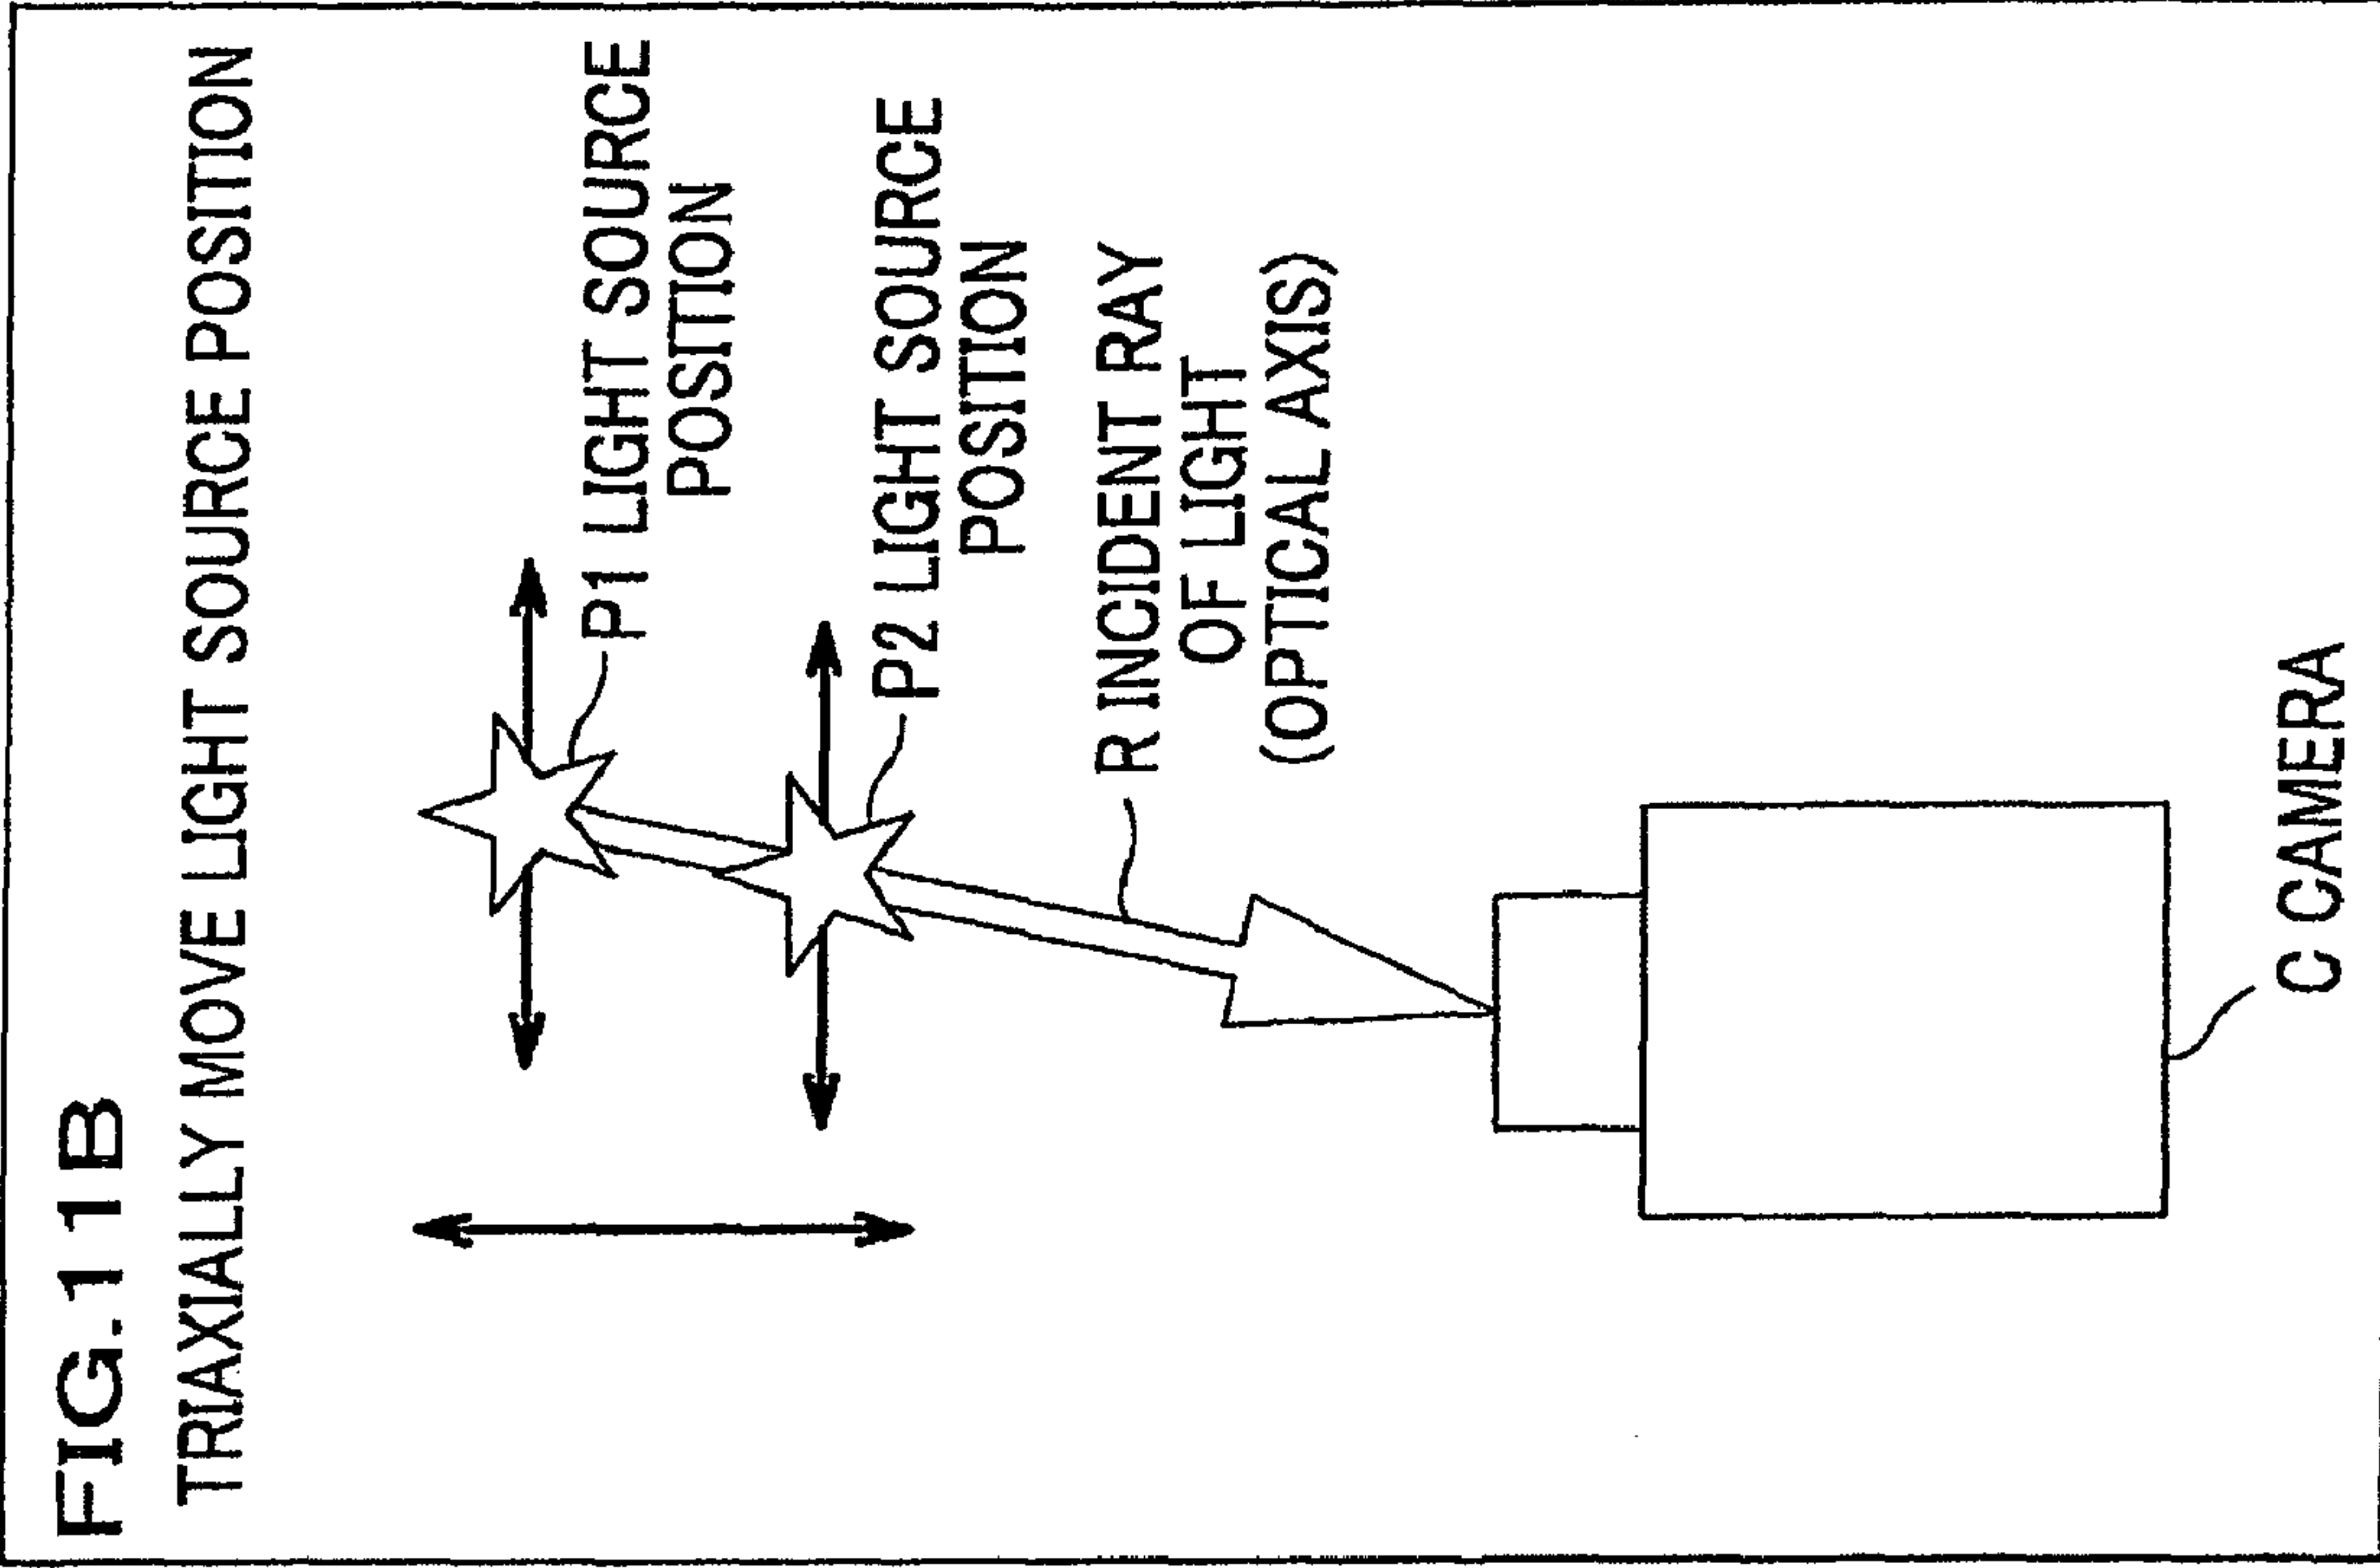 FIG.11B
TRIAXIALLY MOVE LIGHT SOURCE POSITION
P1 LIGHT SOURCE
POSITION
P2 LIGHT SOURCE
POSITION
R INCIDENT RAY
OF LIGHT
(OPTICAL AXIS)
C CAMERA